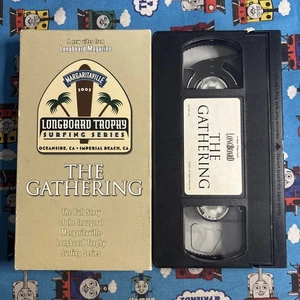 A new video from
Longboard Magazine
MARGARITAVILLE
2002
LONGBOARD TROPHY
SURFING SERIES
OCEANSIDE, CA • IMPERIAL BEACH, CA
THE
GATHERING
The Full Story
of the Inaugural
Margaritaville
Longboard Trophy
Surfing Series
LONGBOARD
THE
GATHERING
& FRIENDS